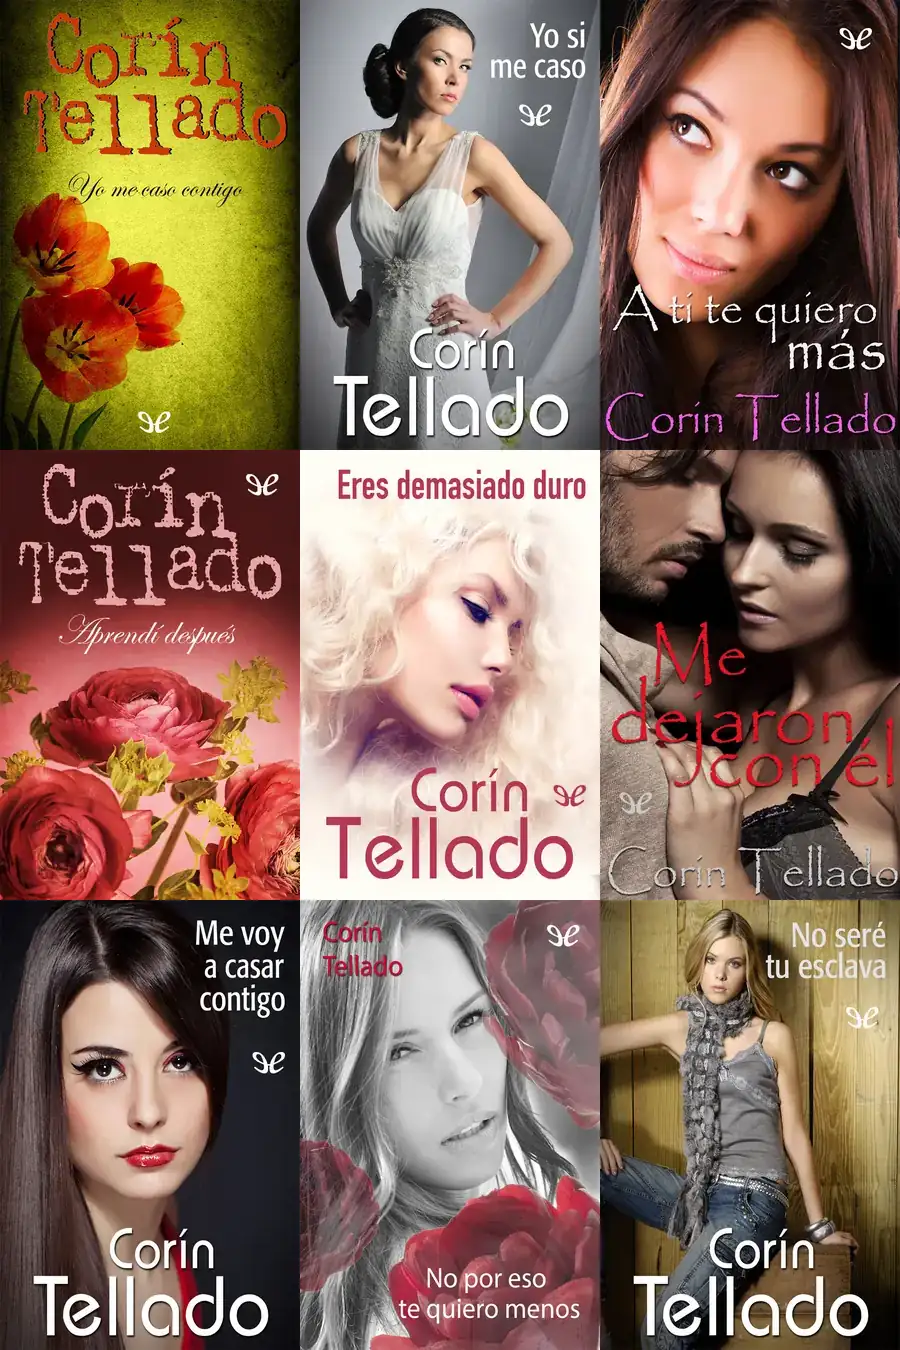 Corín
Tellado
Yo me caso contigo
Yo si
me caso
Corín
Tellado
A ti te quiero
más
Corín Tellado
Corín
Tellado
Aprendí después
Eres demasiado duro
Corín
Tellado
Me
dejaron
con él
Corín Tellado
Me voy
a casar
contigo
Corín
Tellado
Corín
Tellado
No por eso
te quiero menos
No seré
tu esclava
Corín
Tellado